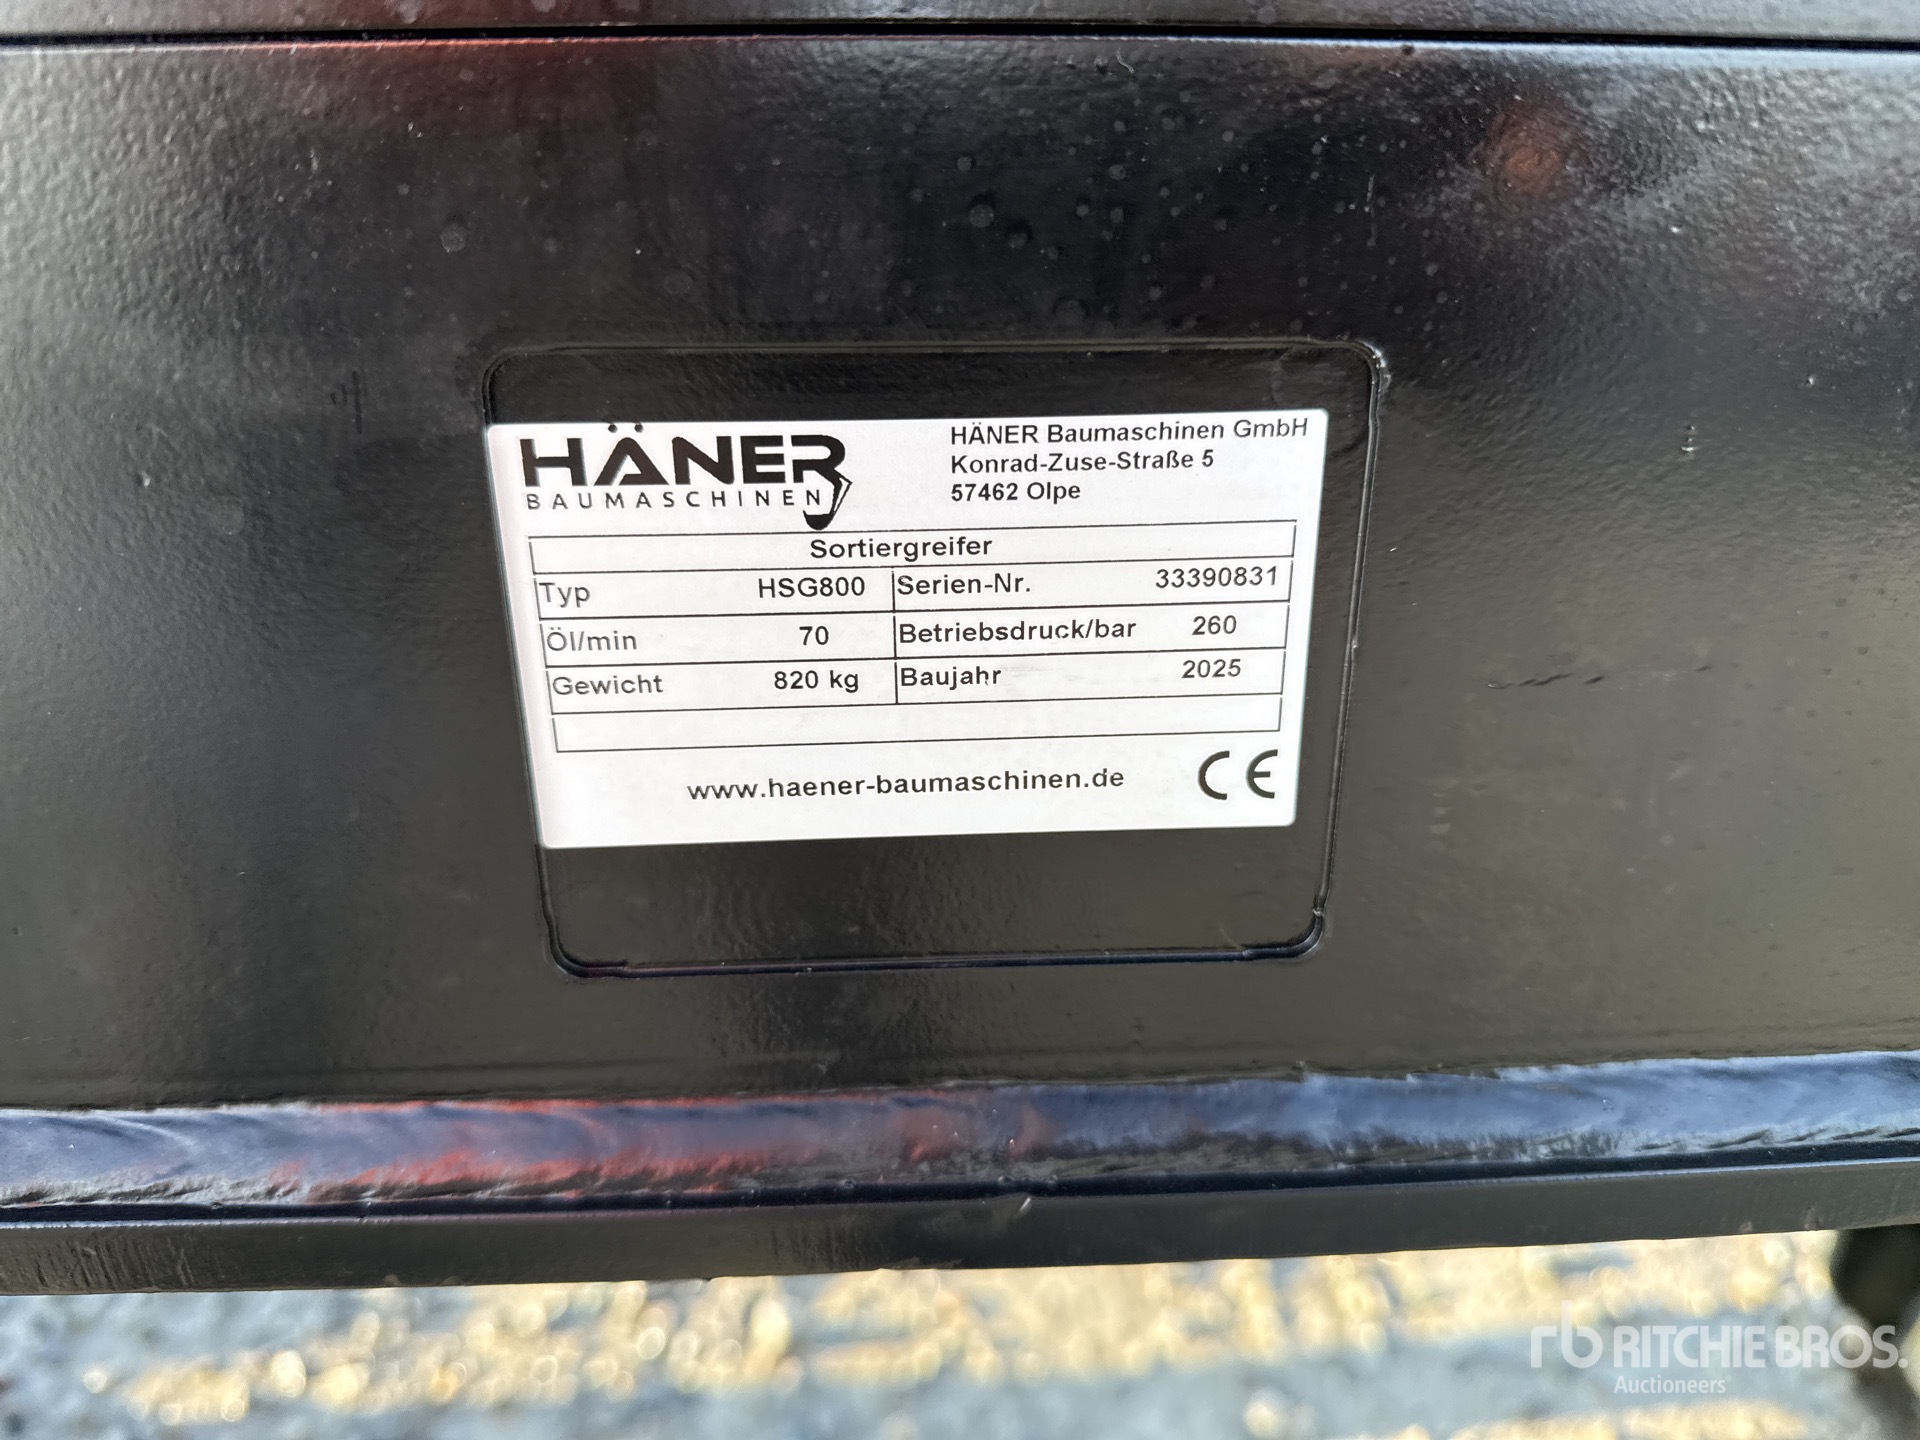 HÄNER
BAUMASCHINEN
HÄNER Baumaschinen GmbH
Konrad-Zuse-Straße 5
57462 Olpe
Sortiergreifer
Typ HSG800 Serien-Nr. 33390831
Öl/min 70 Betriebsdruck/bar 260
Gewicht 820 kg Baujahr 2025
www.haener-baumaschinen.de CE
rb RITCHIE BROS.
Auctioneers